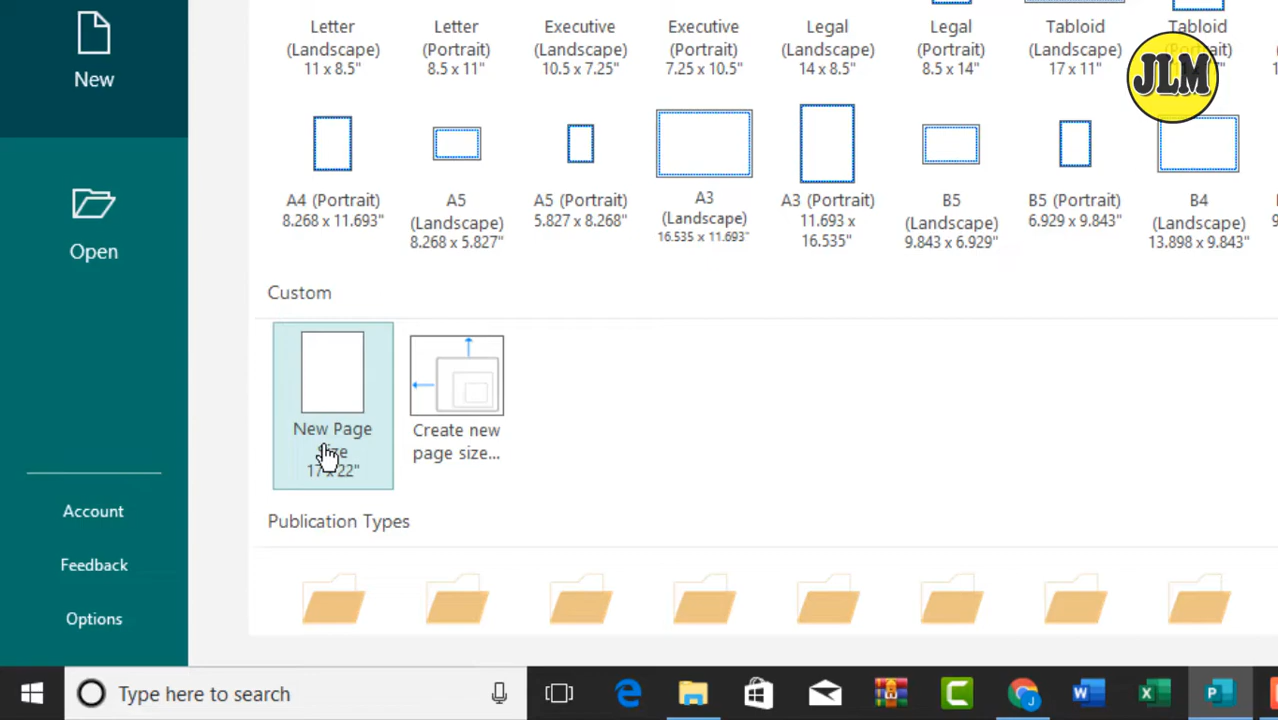 New
Open
Account
Feedback
Options
Letter
(Landscape)
11 x 8.5"
Letter
(Portrait)
8.5 x 11"
Executive
(Landscape)
10.5 x 7.25"
Executive
(Portrait)
7.25 x 10.5"
Legal
(Landscape)
14 x 8.5"
Legal
(Portrait)
8.5 x 14"
Tabloid
(Landscape)
17 x 11"
Tabloid
JLM
A4 (Portrait)
8.268 x 11.693"
A5
(Landscape)
8.268 x 5.827"
A5 (Portrait)
5.827 x 8.268"
A3
(Landscape)
16.535 x 11.693"
A3 (Portrait)
11.693 x
16.535"
B5
(Landscape)
9.843 x 6.929"
B5 (Portrait)
6.929 x 9.843"
B4
(Landscape)
13.898 x 9.843"
Custom
New Page
Size
17 x 22"
Create new
page size...
Publication Types
Type here to search